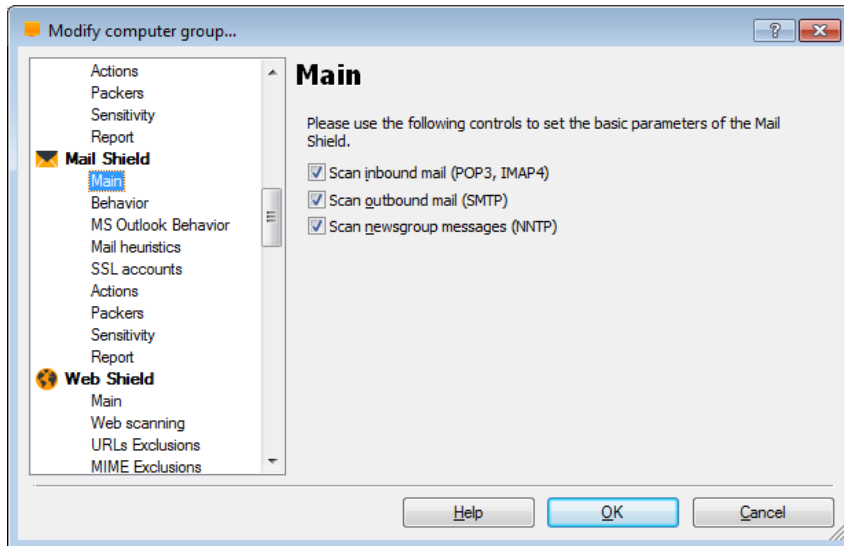 Modify computer group...
Actions
Packers
Sensitivity
Report
Mail Shield
Main
Behavior
MS Outlook Behavior
Mail heuristics
SSL accounts
Actions
Packers
Sensitivity
Report
Web Shield
Main
Web scanning
URLs Exclusions
MIME Exclusions
Main
Please use the following controls to set the basic parameters of the Mail
Shield.
Scan inbound mail (POP3, IMAP4)
Scan outbound mail (SMTP)
Scan newsgroup messages (NNTP)
Help
OK
Cancel